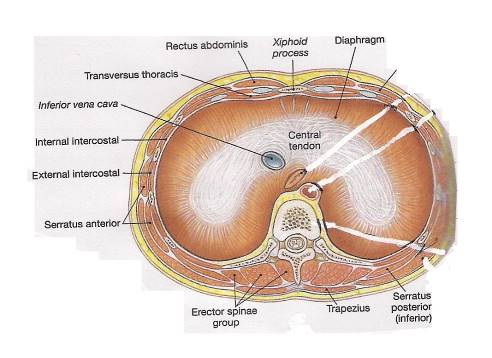 Rectus abdominis
Xiphoid
process
Diaphragm
Transversus thoracis
Inferior vena cava
Central
tendon
Internal intercostal
External intercostal
Serratus anterior
Erector spinae
group
Trapezius
Serratus
posterior
(inferior)